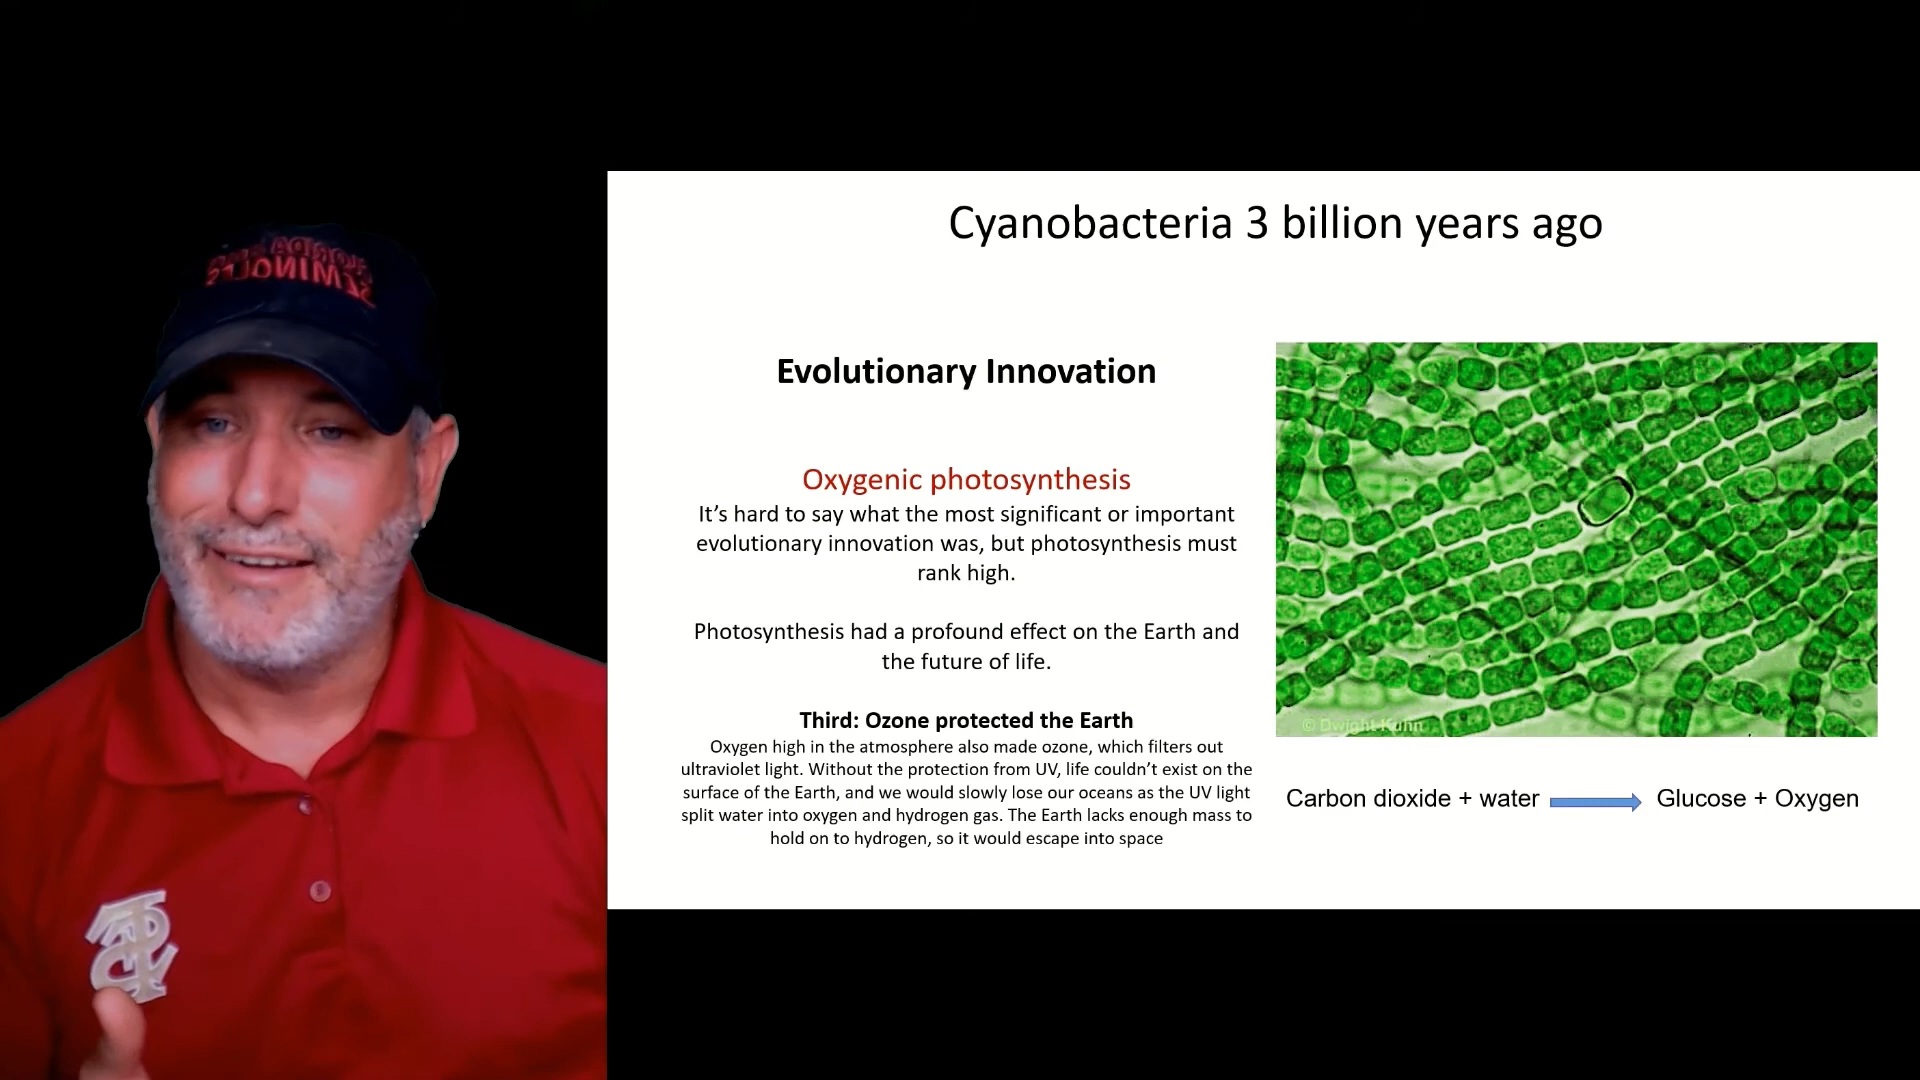 Cyanobacteria 3 billion years ago
Evolutionary Innovation
Oxygenic photosynthesis
It’s hard to say what the most significant or important
evolutionary innovation was, but photosynthesis must
rank high.
Photosynthesis had a profound effect on the Earth and
the future of life.
Third: Ozone protected the Earth
Oxygen high in the atmosphere also made ozone, which filters out
ultraviolet light. Without the protection from UV, life couldn’t exist on the
surface of the Earth, and we would slowly lose our oceans as the UV light
split water into oxygen and hydrogen gas. The Earth lacks enough mass to
hold on to hydrogen, so it would escape into space
© Dwight Kuhn
Carbon dioxide + water Glucose + Oxygen
SEMINOLES